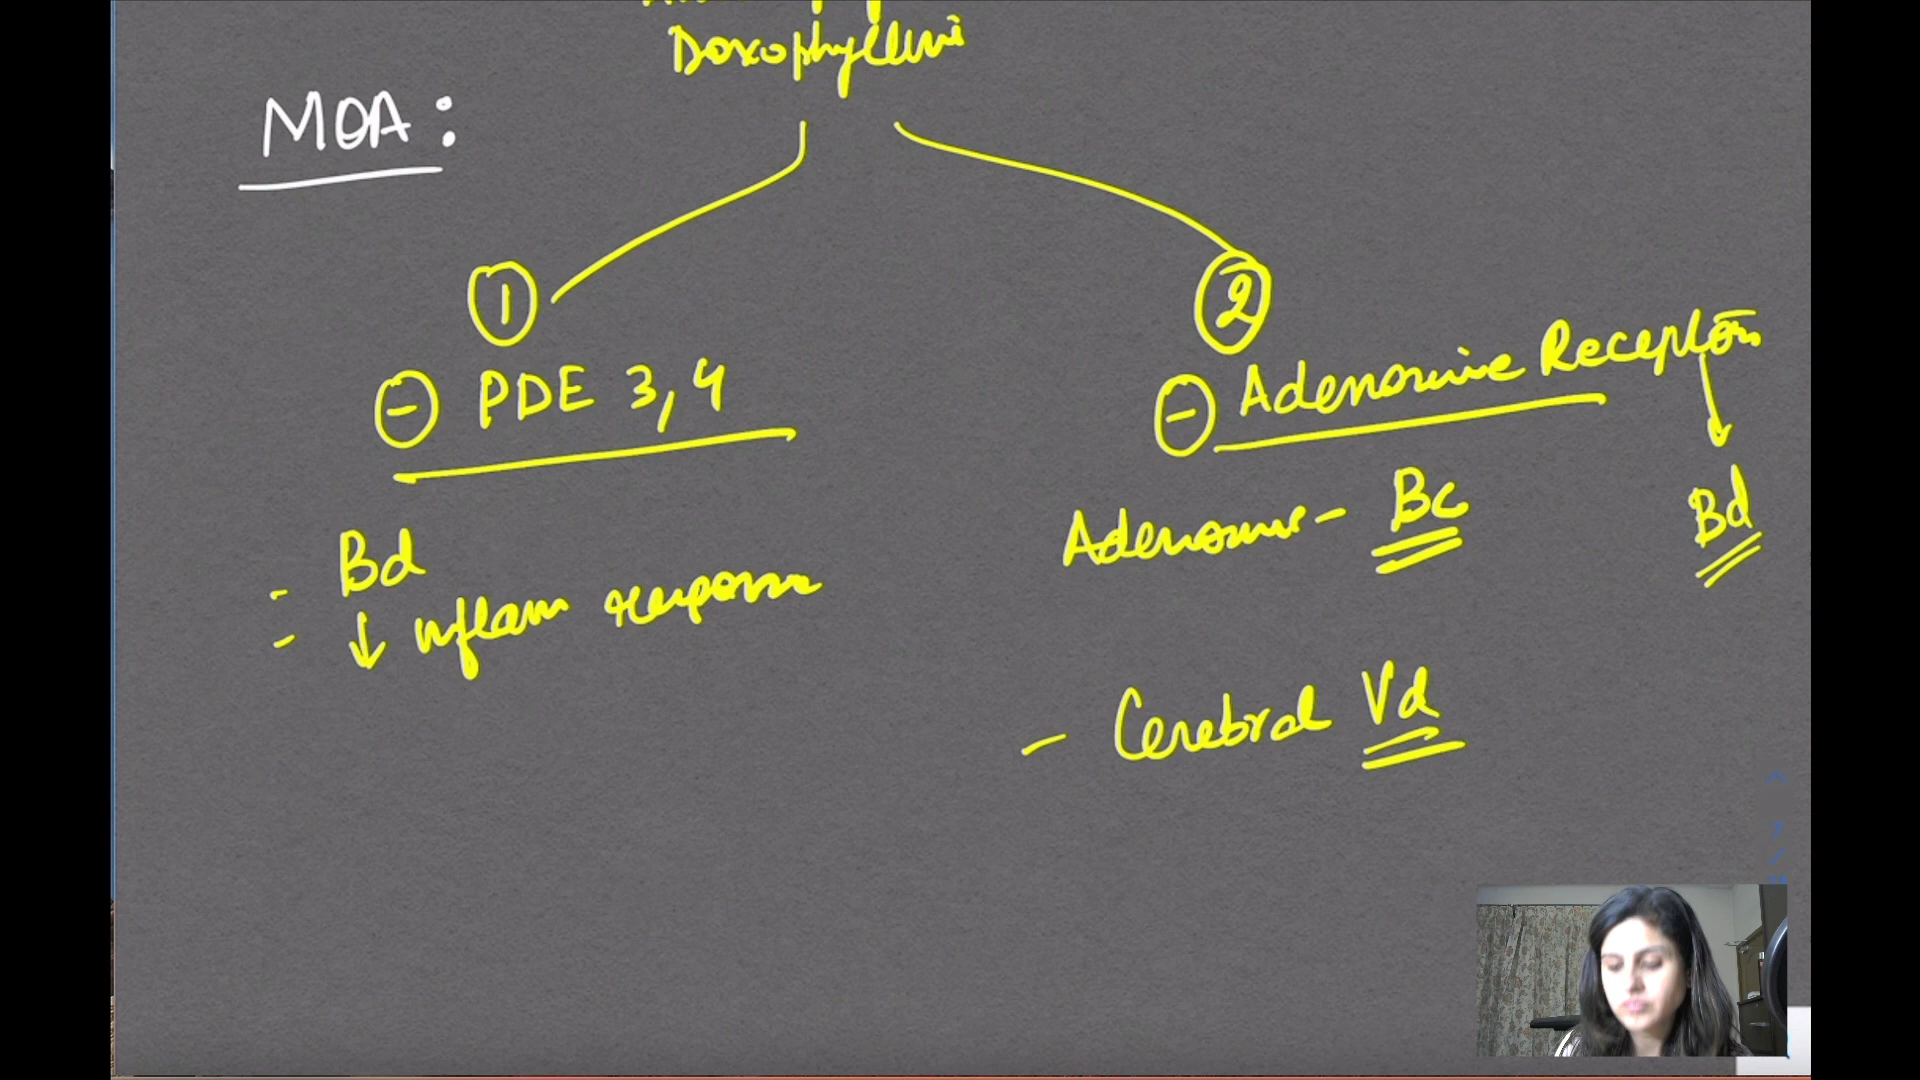 Doxophylline
MOA:
① ②
⊖ PDE 3,4
⊖ Adenosine Receptors
Adenosine - Bc
Bd
- Bd
- ↓ inflam response
- Cerebral Vd